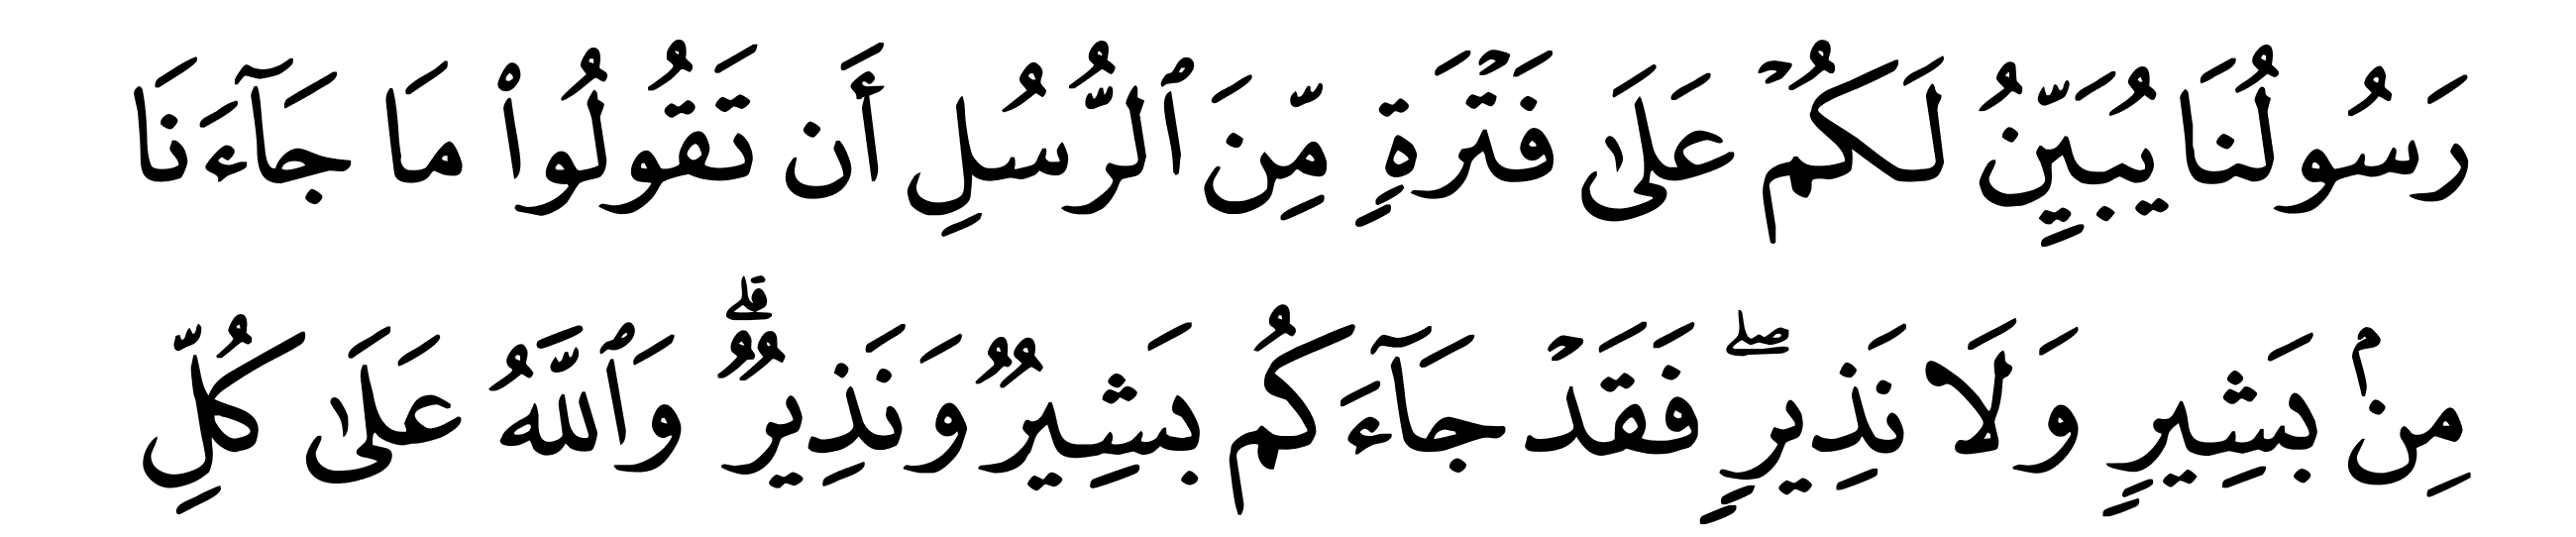 رَسُولُنَا يُبَيِّنُ لَكُمۡ عَلَىٰ فَتۡرَةٖ مِّنَ ٱلرُّسُلِ أَن تَقُولُواْ مَا جَآءَنَا
مِنۢ بَشِيرٖ وَلَا نَذِيرٖۖ فَقَدۡ جَآءَكُم بَشِيرٞ وَنَذِيرٞۗ وَٱللَّهُ عَلَىٰ كُلِّ